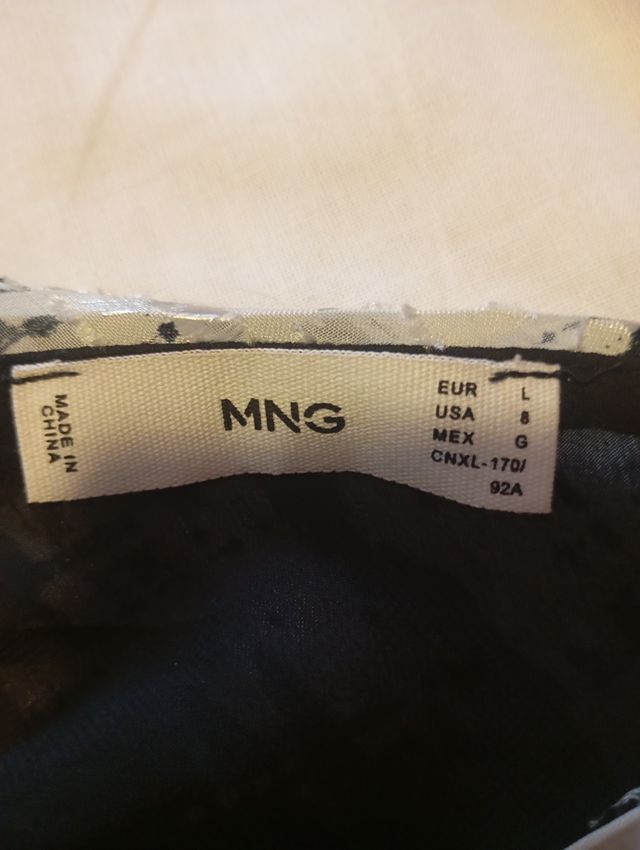 MADE IN
CHINA
MNG
EUR L
USA 8
MEX G
CNXL-170/
92A